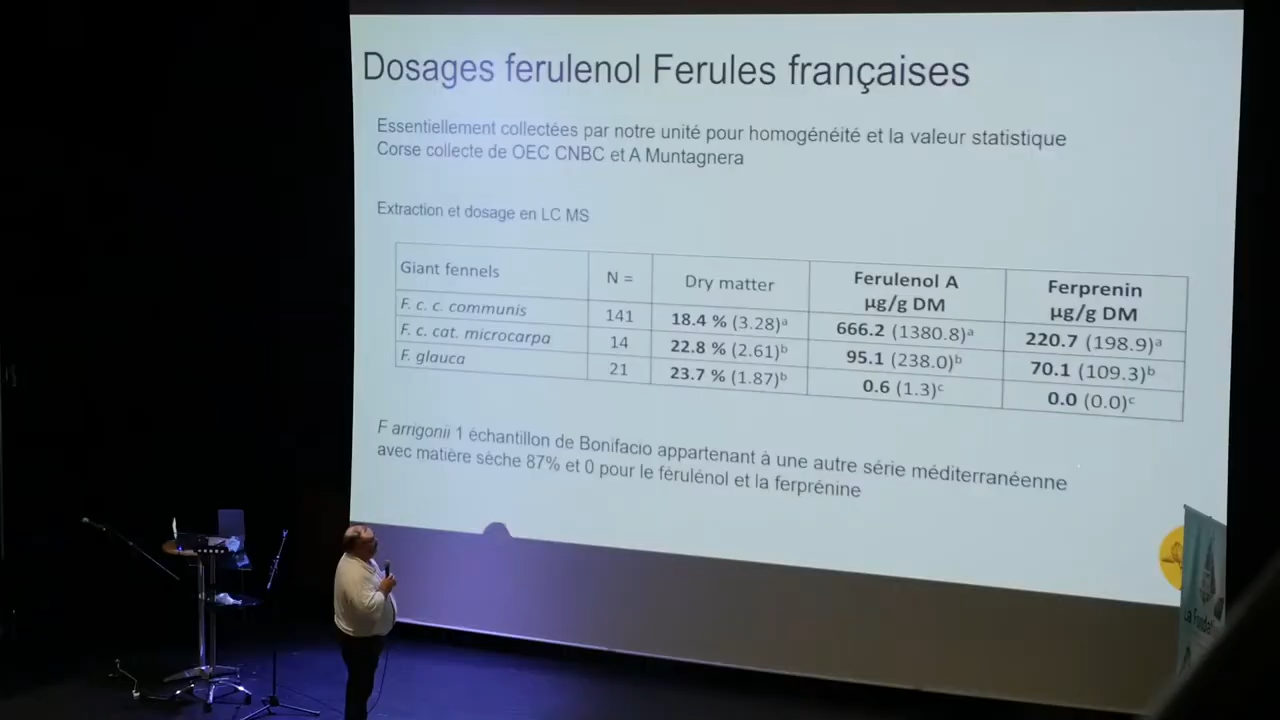 Dosages ferulenol Ferules françaises
Essentiellement collectées par notre unité pour homogénéité et la valeur statistique
Corse collecte de OEC CNBC et A Muntagnera
Extraction et dosage en LC MS
Giant fennels N = Dry matter Ferulenol A µg/g DM Ferprenin µg/g DM
F. c. c. communis 141 18.4 % (3.28)ᵃ 666.2 (1380.8)ᵃ 220.7 (198.9)ᵃ
F. c. cat. microcarpa 14 22.8 % (2.61)ᵇ 95.1 (238.0)ᵇ 70.1 (109.3)ᵇ
F. glauca 21 23.7 % (1.87)ᵇ 0.6 (1.3)ᶜ 0.0 (0.0)ᶜ
F arrigonii 1 échantillon de Bonifacio appartenant à une autre série méditerranéenne
avec matière sèche 87% et 0 pour le férulénol et la ferprénine